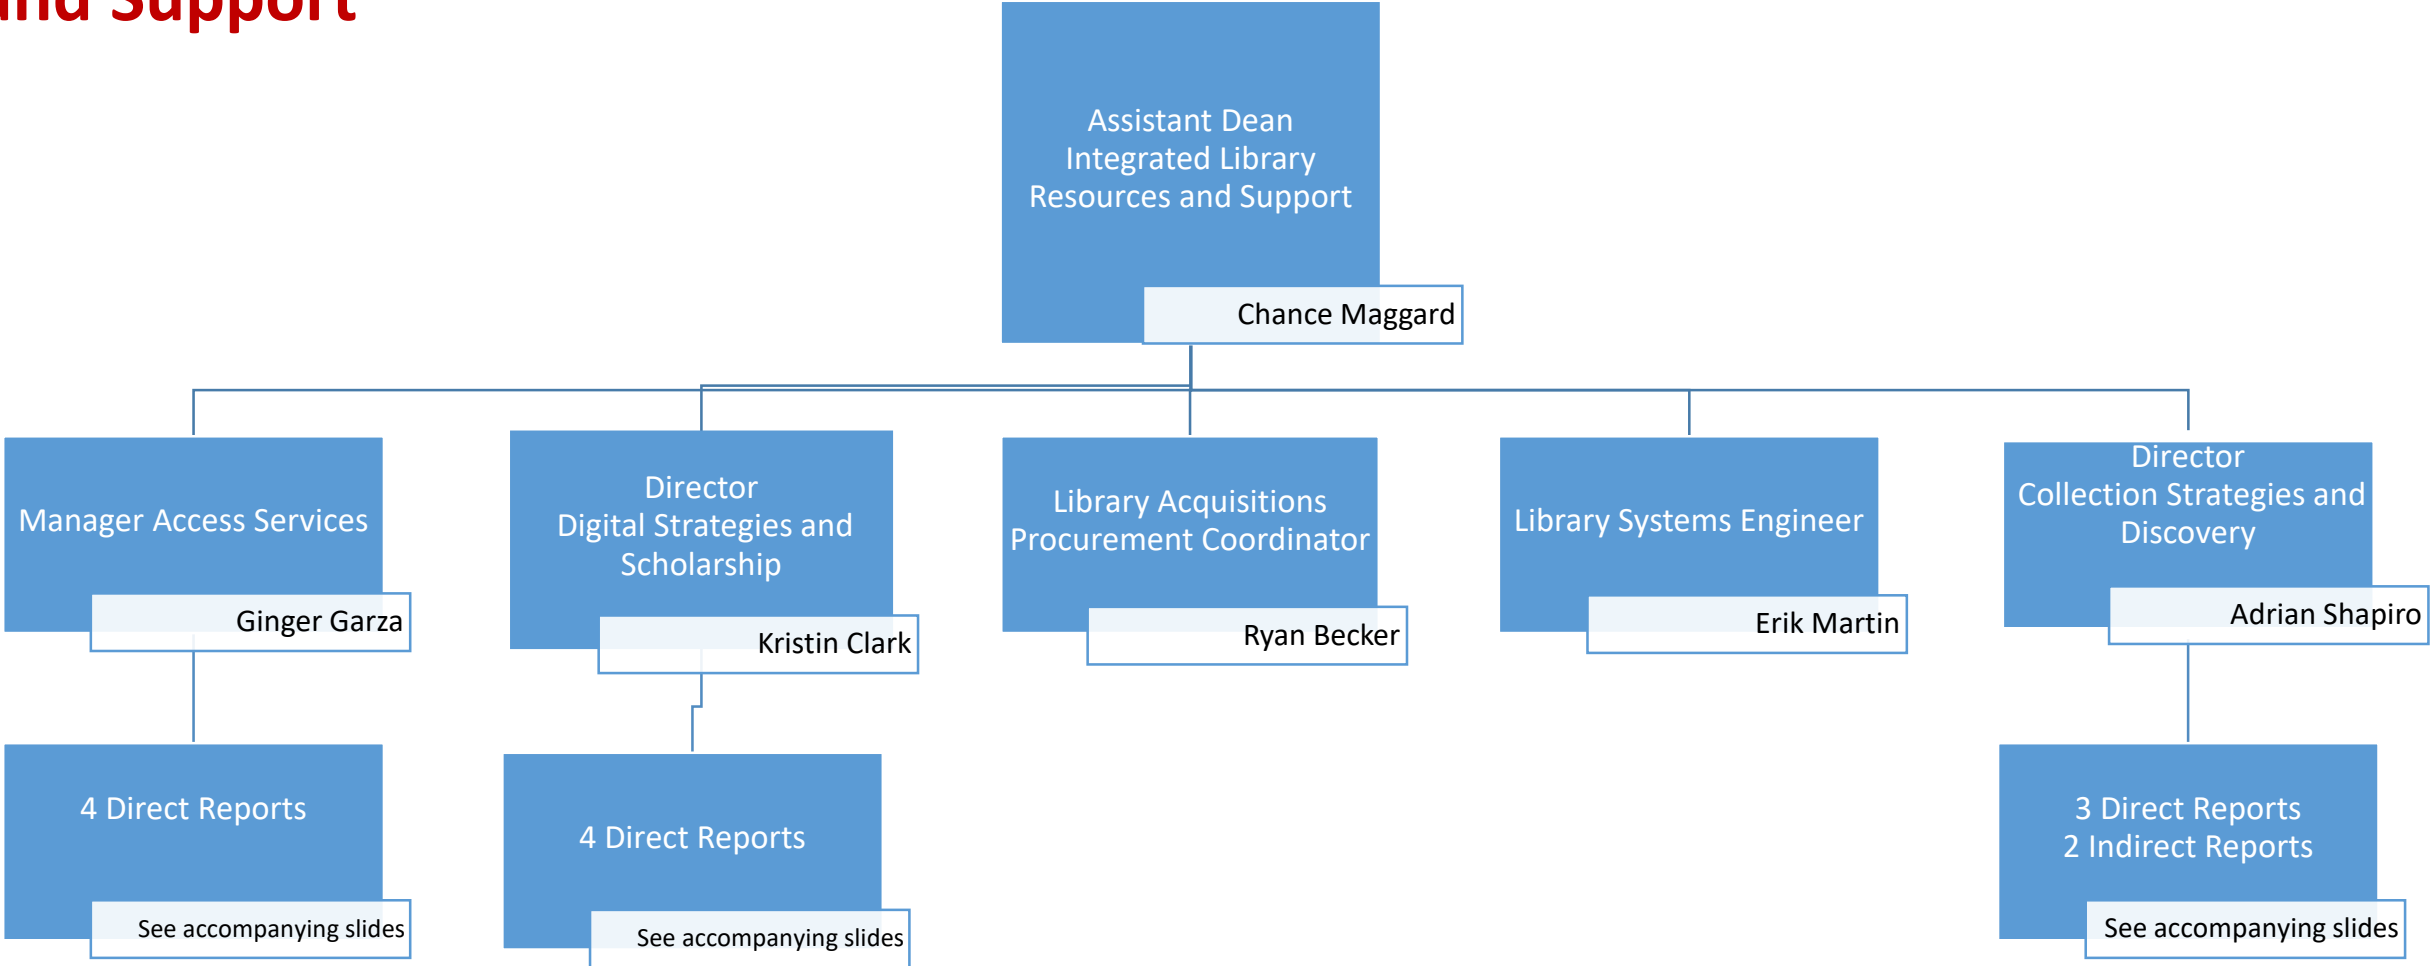 and Support
Assistant Dean
Integrated Library
Resources and Support
Chance Maggard
Manager Access Services
Ginger Garza
Director
Digital Strategies and
Scholarship
Kristin Clark
Library Acquisitions
Procurement Coordinator
Ryan Becker
Library Systems Engineer
Erik Martin
Director
Collection Strategies and
Discovery
Adrian Shapiro
4 Direct Reports
See accompanying slides
4 Direct Reports
See accompanying slides
3 Direct Reports
2 Indirect Reports
See accompanying slides